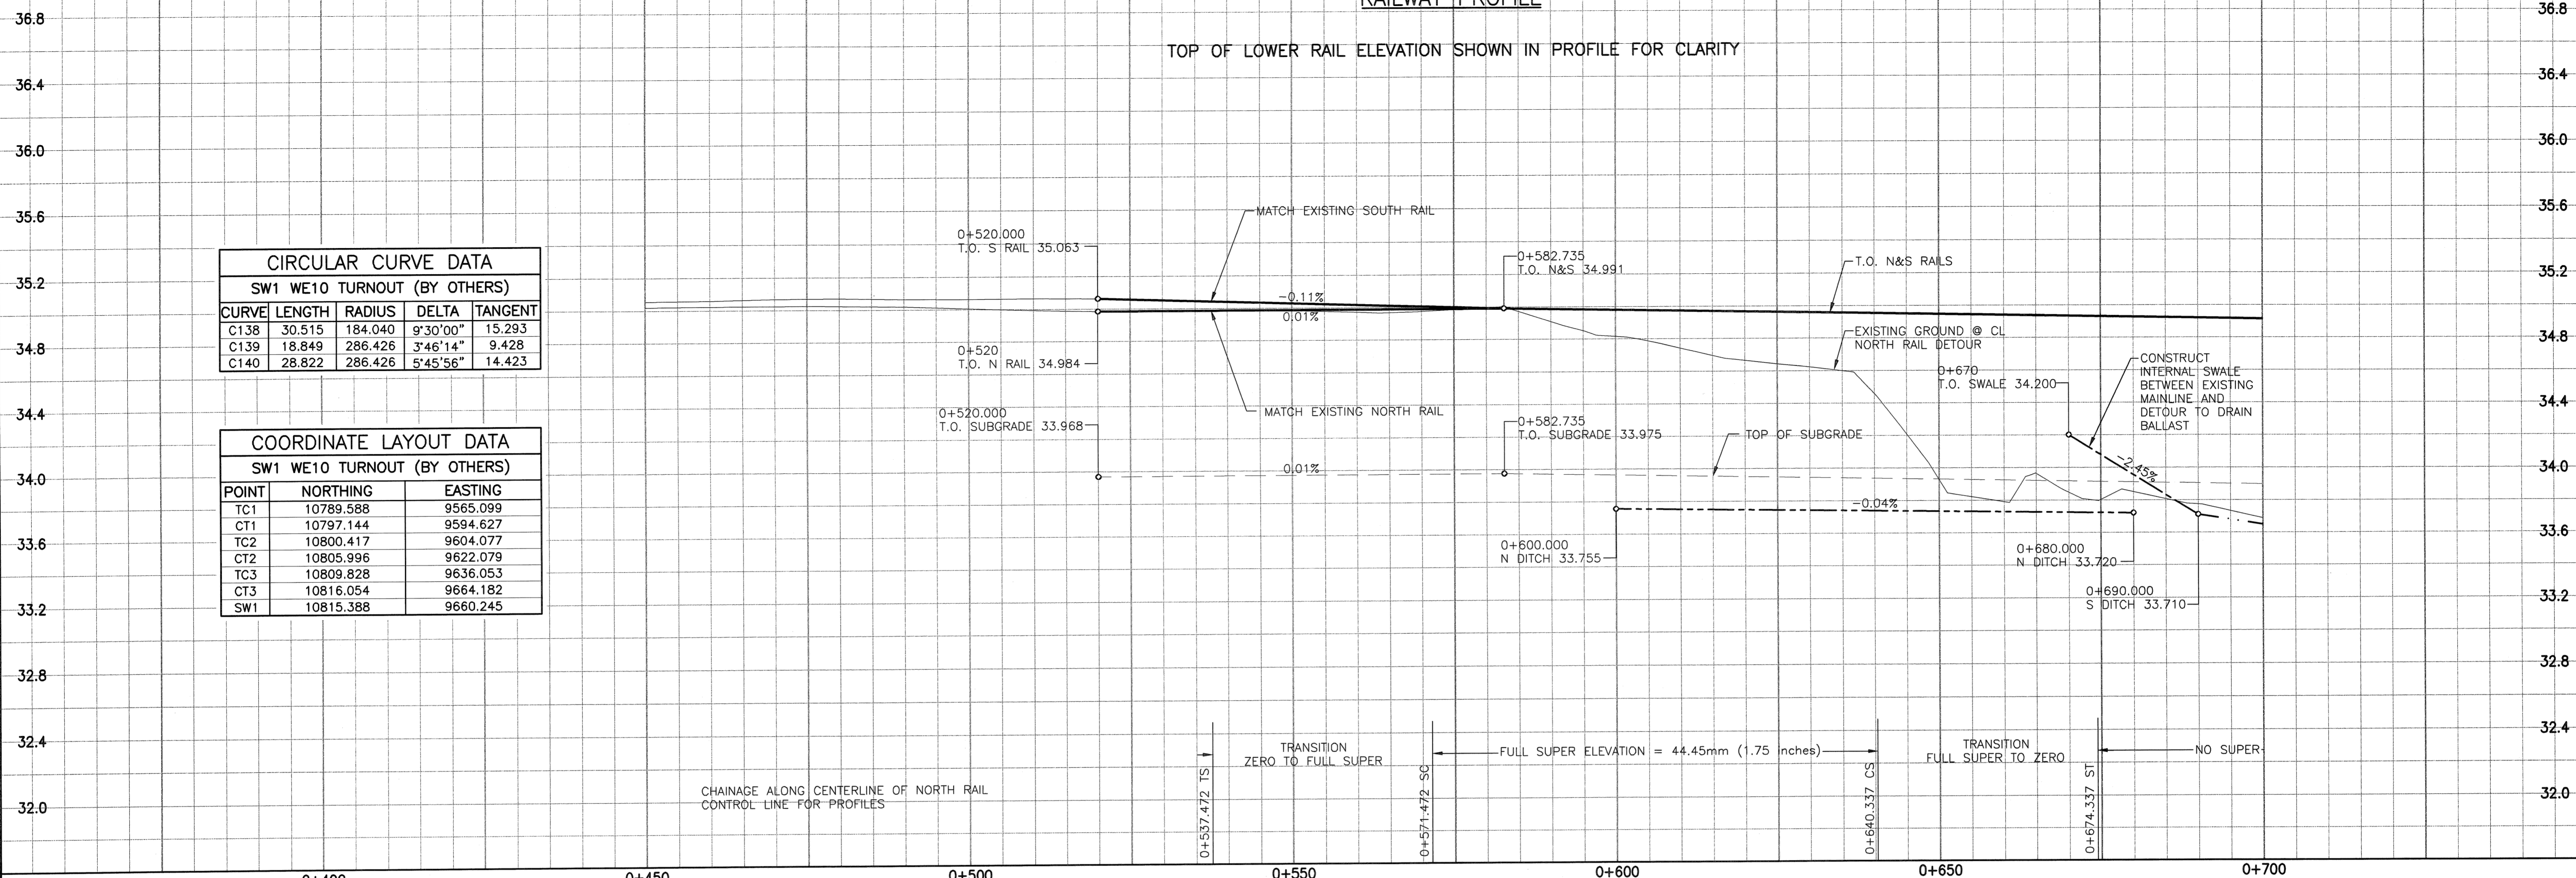 RAILWAY PROFILE
TOP OF LOWER RAIL ELEVATION SHOWN IN PROFILE FOR CLARITY
36.8
36.4
36.0
35.6
35.2
34.8
34.4
34.0
33.6
33.2
32.8
32.4
32.0
CIRCULAR CURVE DATA
SW1 WE10 TURNOUT (BY OTHERS)
CURVE LENGTH RADIUS DELTA TANGENT
C138 30.515 184.040 9°30'00" 15.293
C139 18.849 286.426 3°46'14" 9.428
C140 28.822 286.426 5°45'56" 14.423
COORDINATE LAYOUT DATA
SW1 WE10 TURNOUT (BY OTHERS)
POINT NORTHING EASTING
TC1 10789.588 9565.099
CT1 10797.144 9594.627
TC2 10800.417 9604.077
CT2 10805.996 9622.079
TC3 10809.828 9636.053
CT3 10816.054 9664.182
SW1 10815.388 9660.245
MATCH EXISTING SOUTH RAIL
0+520.000
T.O. S RAIL 35.063
-0.11%
0.01%
0+582.735
T.O. N&S 34.991
T.O. N&S RAILS
0+520
T.O. N RAIL 34.984
EXISTING GROUND @ CL
NORTH RAIL DETOUR
MATCH EXISTING NORTH RAIL
0+520.000
T.O. SUBGRADE 33.968
0+582.735
T.O. SUBGRADE 33.975
TOP OF SUBGRADE
0.01%
0+670
T.O. SWALE 34.200
CONSTRUCT
INTERNAL SWALE
BETWEEN EXISTING
MAINLINE AND
DETOUR TO DRAIN
BALLAST
-2.45%
-0.04%
0+600.000
N DITCH 33.755
0+680.000
N DITCH 33.720
0+690.000
S DITCH 33.710
36.8
36.4
36.0
35.6
35.2
34.8
34.4
34.0
33.6
33.2
32.8
32.4
32.0
TRANSITION
ZERO TO FULL SUPER
FULL SUPER ELEVATION = 44.45mm (1.75 inches)
TRANSITION
FULL SUPER TO ZERO
NO SUPER
0+537.472 TS
0+571.472 SC
0+640.337 CS
0+674.337 ST
CHAINAGE ALONG CENTERLINE OF NORTH RAIL
CONTROL LINE FOR PROFILES
0+400
0+450
0+500
0+550
0+600
0+650
0+700